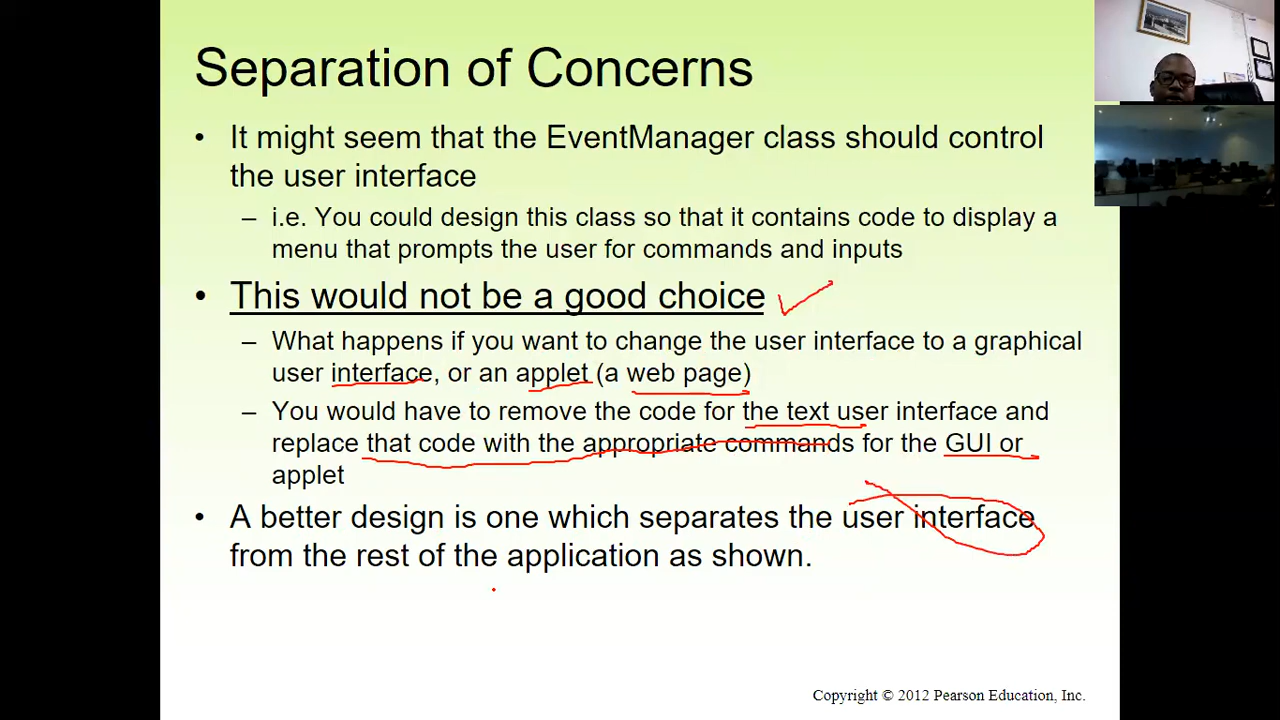 Separation of Concerns
• It might seem that the EventManager class should control
the user interface
– i.e. You could design this class so that it contains code to display a
menu that prompts the user for commands and inputs
• This would not be a good choice
– What happens if you want to change the user interface to a graphical
user interface, or an applet (a web page)
– You would have to remove the code for the text user interface and
replace that code with the appropriate commands for the GUI or
applet
• A better design is one which separates the user interface
from the rest of the application as shown.
Copyright © 2012 Pearson Education, Inc.